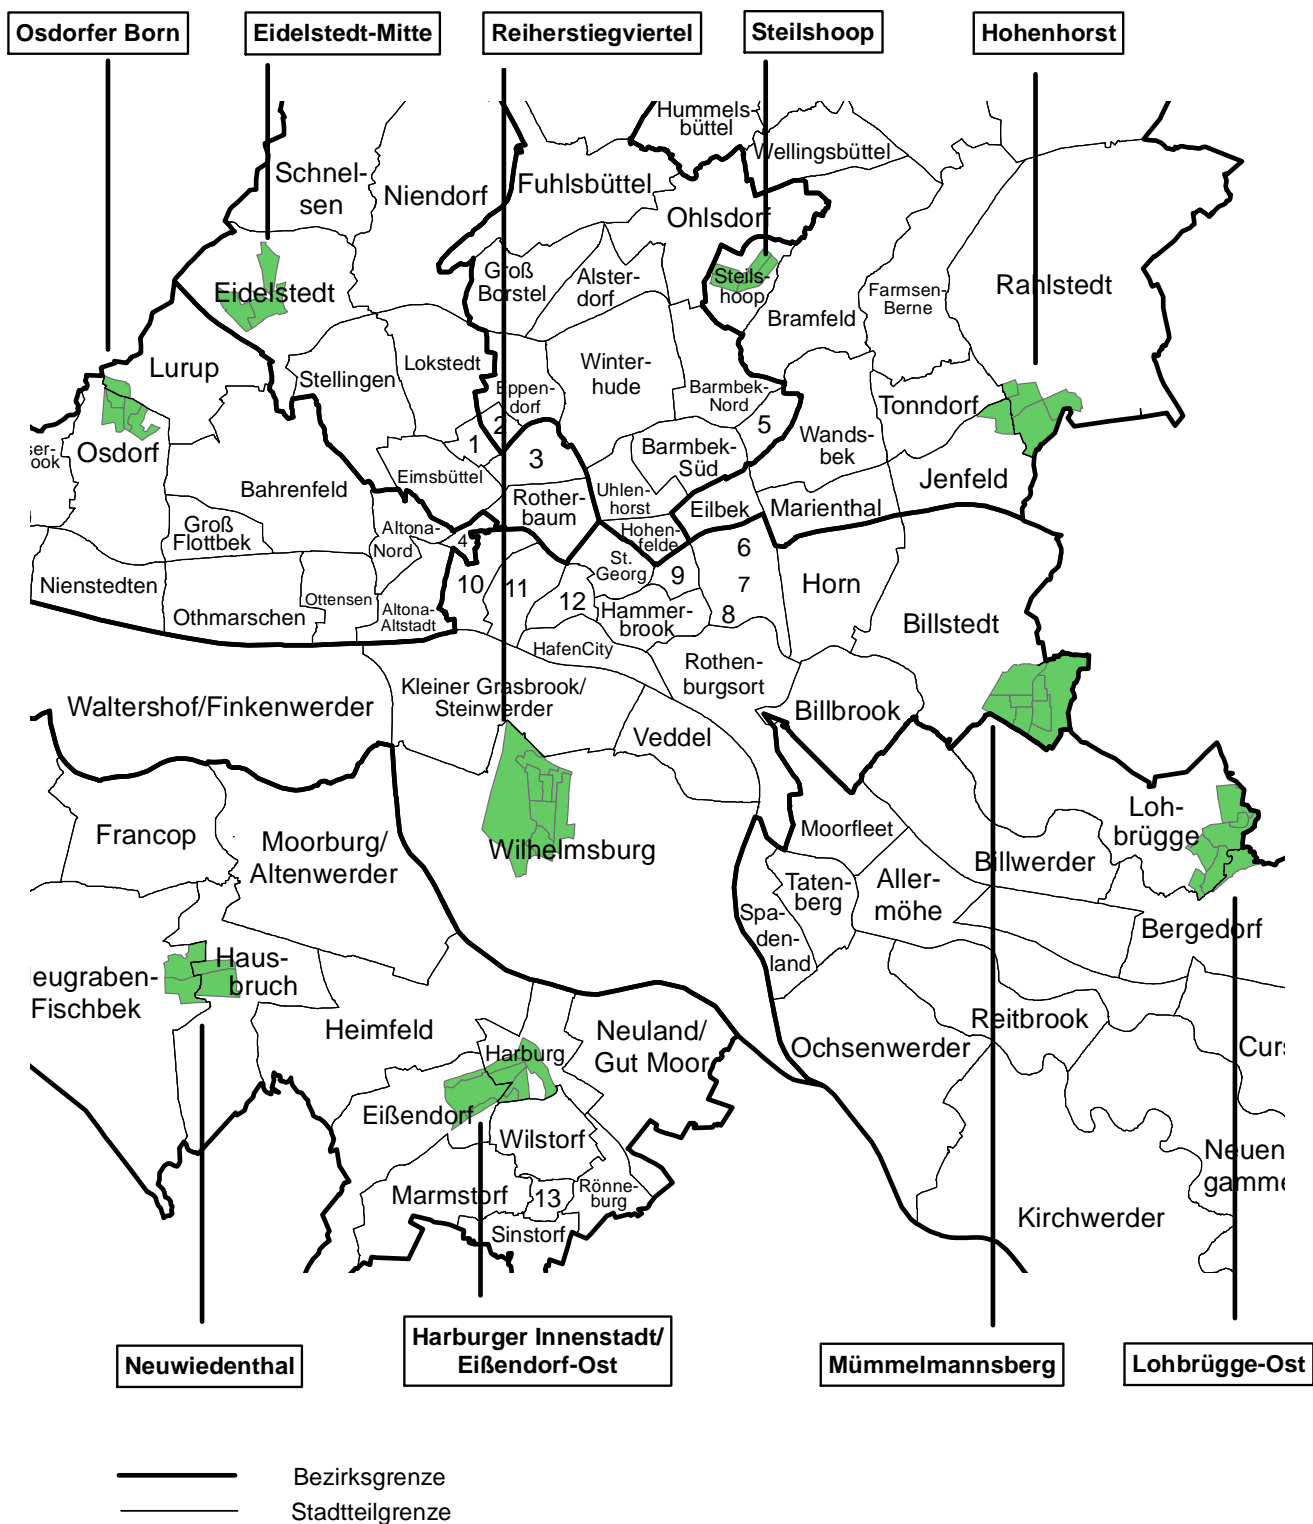 Osdorfer Born
Eidelstedt-Mitte
Reiherstiegviertel
Steilshoop
Hohenhorst
Hummels-
büttel
Wellingsbüttel
Schnel-
sen
Niendorf
Fuhlsbüttel
Ohlsdorf
Groß
Borstel
Alster-
dorf
Steils-
hoop
Bramfeld
Farmsen-
Berne
Rahlstedt
Eidelstedt
Lurup
Stellingen
Lokstedt
Winter-
hude
Eppen-
dorf
Barmbek-
Nord
Tonndorf
Osdorf
ser-
ook
1
2
3
5
Barmbek-
Süd
Wands-
bek
Jenfeld
Bahrenfeld
Eimsbüttel
Rother-
baum
Uhlen-
horst
Eilbek
Marienthal
Groß
Flottbek
Altona-
Nord
4
Hohen-
felde
6
Nienstedten
Othmarschen
Ottensen
Altona-
Altstadt
10
11
12
St.
Georg
9
7
8
Hammer-
brook
Horn
Billstedt
HafenCity
Rothen-
burgsort
Kleiner Grasbrook/
Steinwerder
Waltershof/Finkenwerder
Veddel
Billbrook
Francop
Moorburg/
Altenwerder
Wilhelmsburg
Moorfleet
Billwerder
Loh-
brügge
Taten-
berg
Aller-
möhe
Spa-
den-
land
Bergedorf
eugraben-
Fischbek
Haus-
bruch
Heimfeld
Harburg
Neuland/
Gut Moor
Ochsenwerder
Reitbrook
Curs
Eißendorf
Wilstorf
Marmstorf
13
Rönne-
burg
Sinstorf
Neuen
gamme
Kirchwerder
Neuwiedenthal
Harburger Innenstadt/
Eißendorf-Ost
Mümmelmannsberg
Lohbrügge-Ost
Bezirksgrenze
Stadtteilgrenze